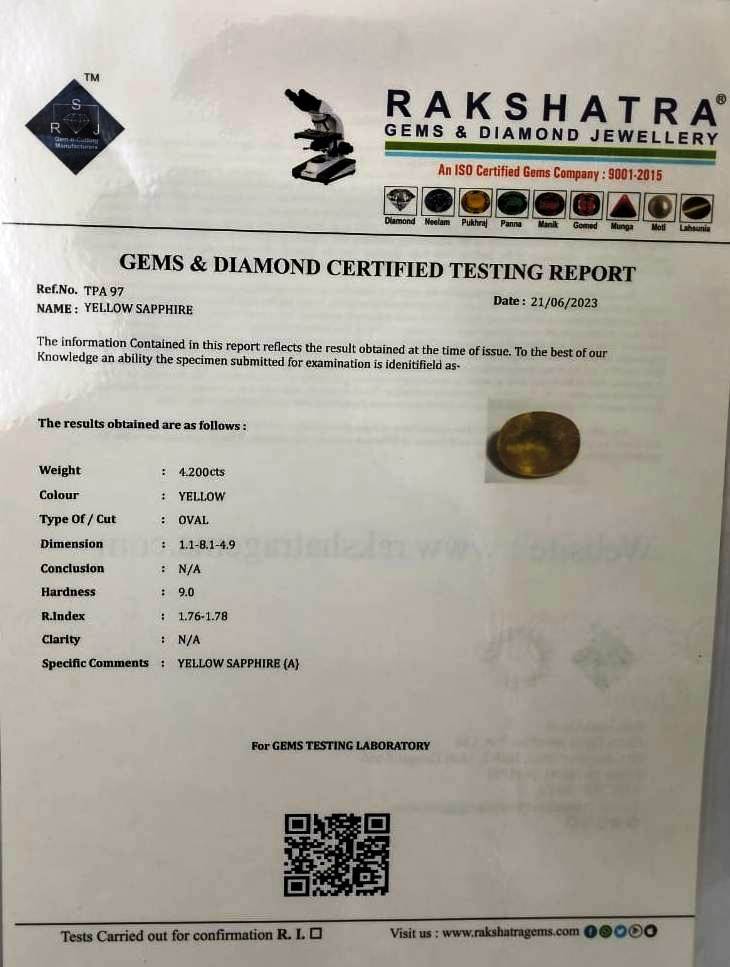 TM
S
R J
Gem-n-Cutting
Manufacturers
RAKSHATRA®
GEMS & DIAMOND JEWELLERY
An ISO Certified Gems Company : 9001-2015
Diamond Neelam Pukhraj Panna Manik Gomed Munga Moti Lahsunia
GEMS & DIAMOND CERTIFIED TESTING REPORT
Ref.No. TPA 97
NAME : YELLOW SAPPHIRE
Date : 21/06/2023
The information Contained in this report reflects the result obtained at the time of issue. To the best of our
Knowledge an ability the specimen submitted for examination is idenitifield as-
The results obtained are as follows :
Weight : 4.200cts
Colour : YELLOW
Type Of / Cut : OVAL
Dimension : 1.1-8.1-4.9
Conclusion : N/A
Hardness : 9.0
R.Index : 1.76-1.78
Clarity : N/A
Specific Comments : YELLOW SAPPHIRE (A)
For GEMS TESTING LABORATORY
Tests Carried out for confirmation R. I. ☐
Visit us : www.rakshatragems.com